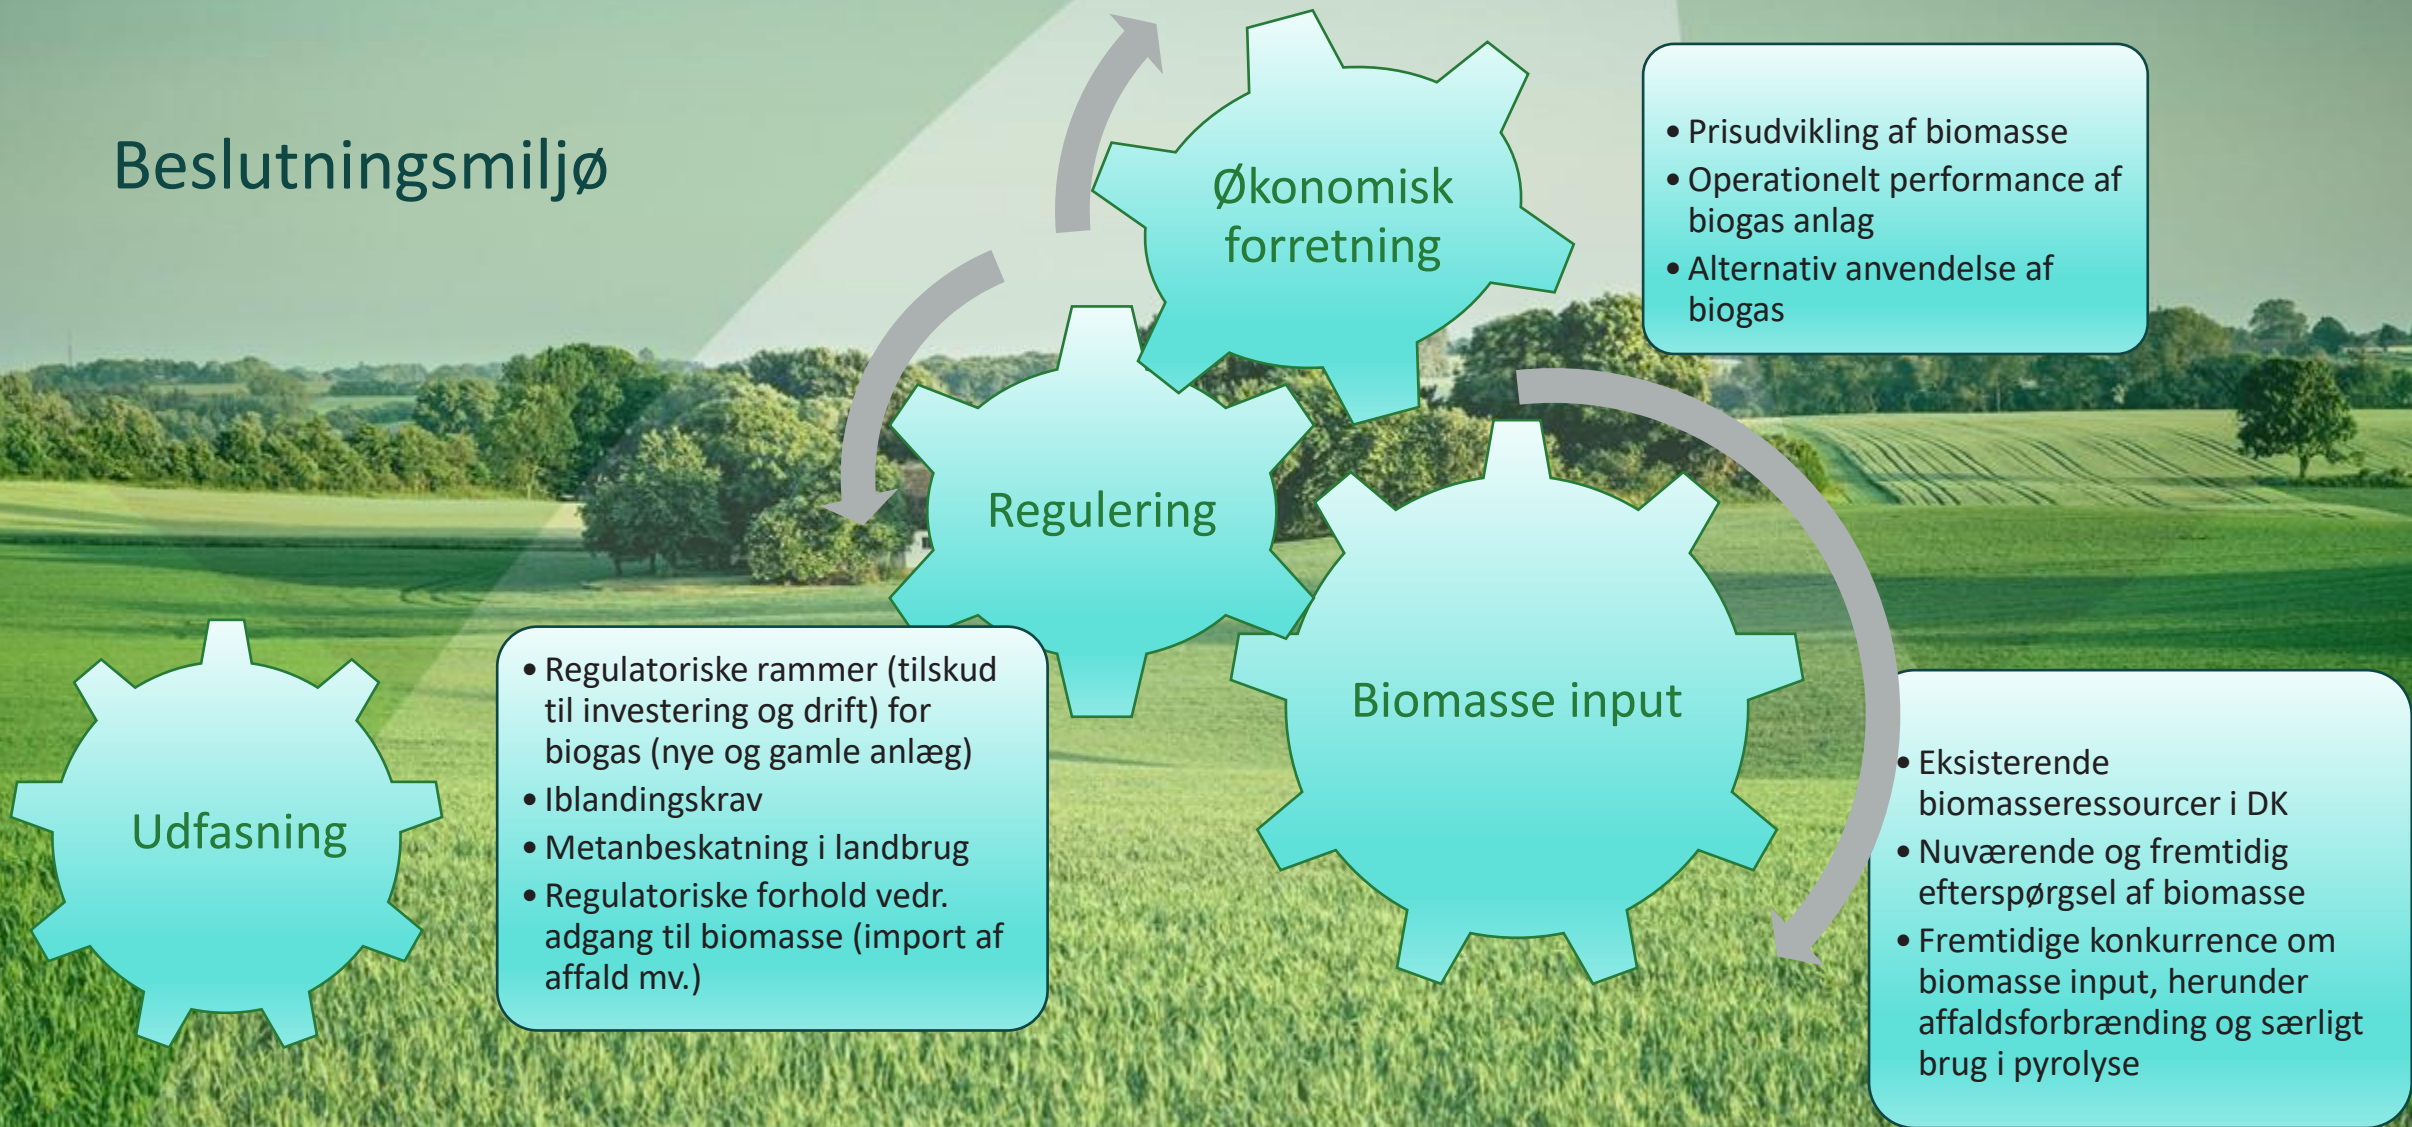 Beslutningsmiljø
Økonomisk
forretning
• Prisudvikling af biomasse
• Operationelt performance af
biogas anlag
• Alternativ anvendelse af
biogas
Regulering
• Regulatoriske rammer (tilskud
til investering og drift) for
biogas (nye og gamle anlæg)
• Iblandingskrav
• Metanbeskatning i landbrug
• Regulatoriske forhold vedr.
adgang til biomasse (import af
affald mv.)
Biomasse input
• Eksisterende
biomasseressourcer i DK
• Nuværende og fremtidig
efterspørgsel af biomasse
• Fremtidige konkurrence om
biomasse input, herunder
affaldsforbrænding og særligt
brug i pyrolyse
Udfasning